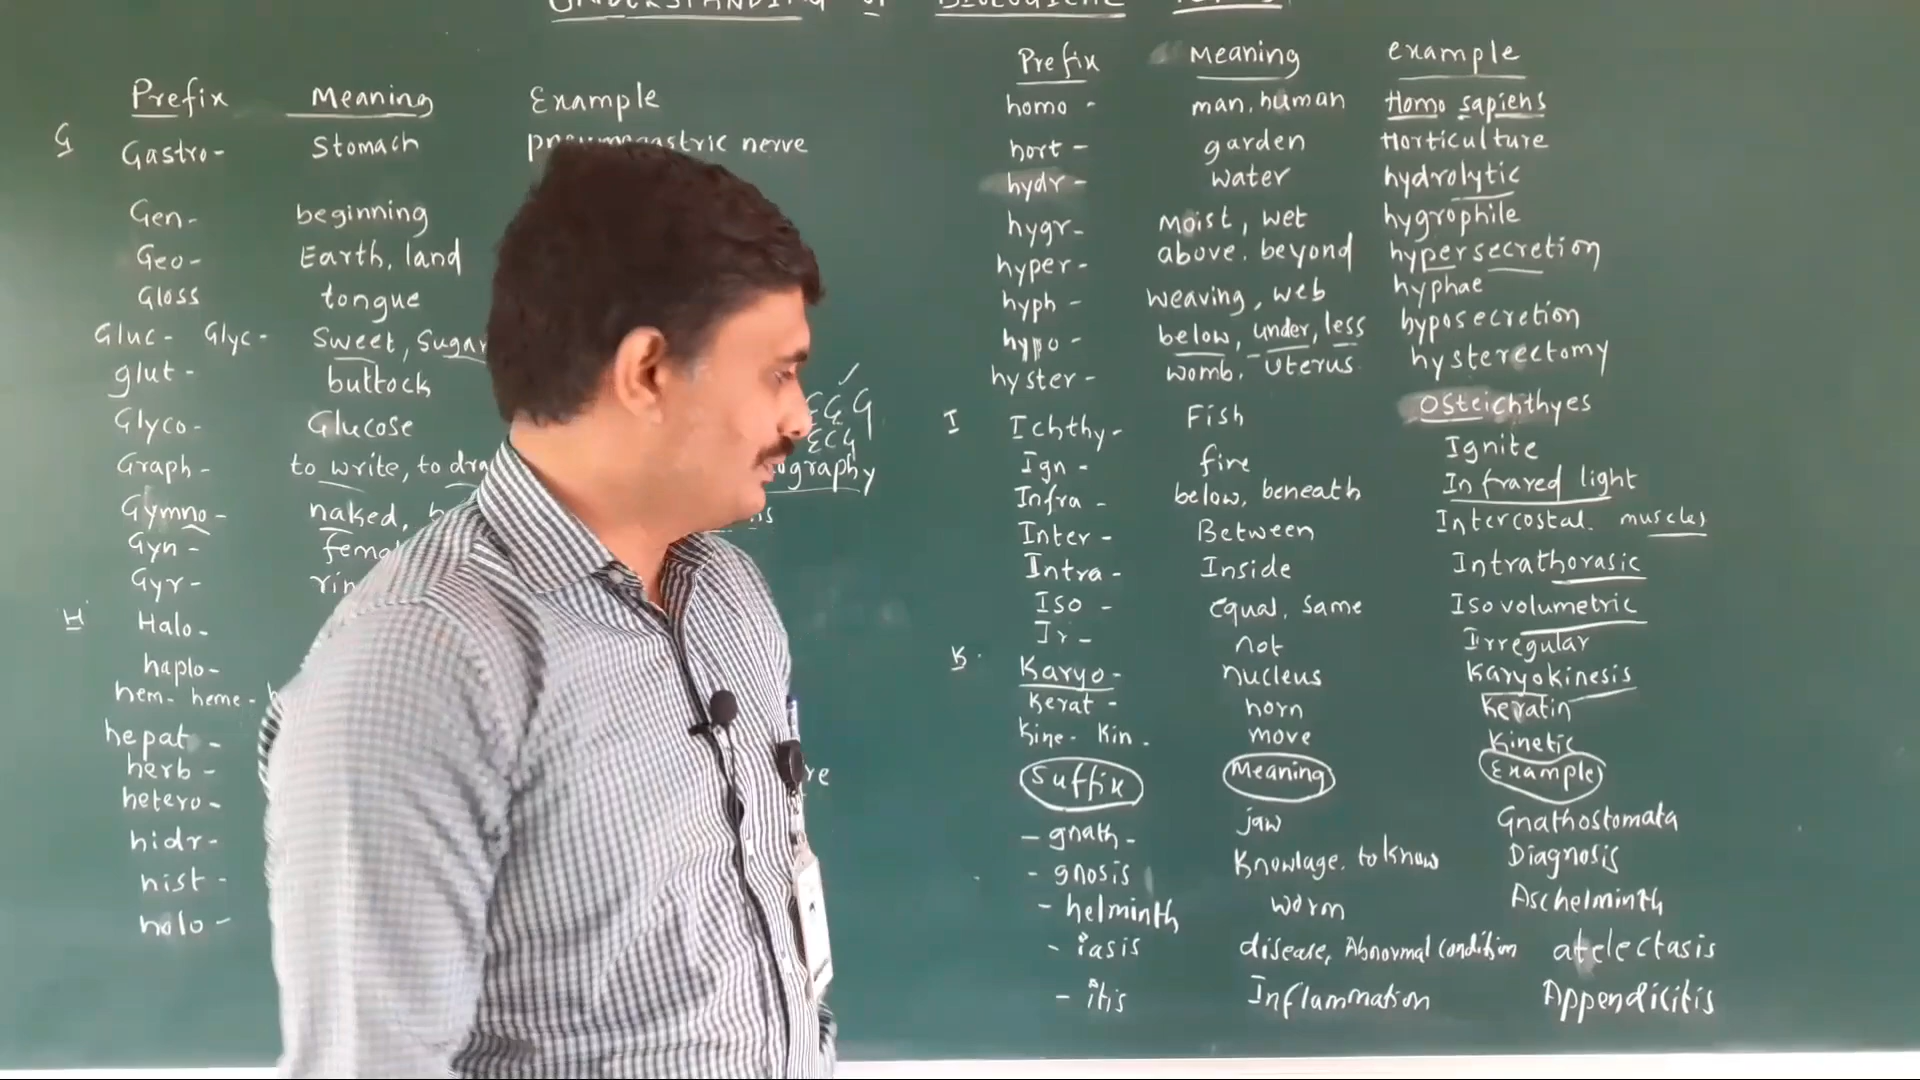 UNDERSTANDING of BIOLOGICAL
Prefix Meaning Example
G Gastro- Stomach pneumogastric nerve
Gen- beginning
Geo- Earth, land
Gloss tongue
Gluc- Glyc- Sweet, Sugar
glut- buttock
Glyco- Glucose
ECG
Graph- to write, to
Gymno- naked,
Gyn-
Gyr-
H Halo-
haplo-
hem- heme-
hepat-
herb-
hetero-
hidr-
hist-
holo-
Prefix Meaning example
homo- man, human Homo sapiens
hort- garden Horticulture
hydr- water hydrolytic
hygr- Moist, wet hygrophile
hyper- above. beyond hypersecretion
hyph- weaving, web hyphae
hypo- below, under, less hyposecretion
hyster- womb. Uterus hysterectomy
I Ichthy- Fish Osteichthyes
Ign- fire Ignite
Infra- below, beneath Infrared light
Inter- Between Intercostal muscles
Intra- Inside Intrathorasic
Iso- equal, same Isovolumetric
Ir- not Irregular
K. Karyo- nucleus Karyokinesis
Kerat- horn Keratin
Kine- Kin. move Kinetic
Suffix Meaning Example
-gnath- jaw Gnathostomata
-gnosis Knowlage. to know Diagnosis
-helminth worm Aschelminth
-iasis disease, Abnormal condition atelectasis
-itis Inflammation Appendicitis